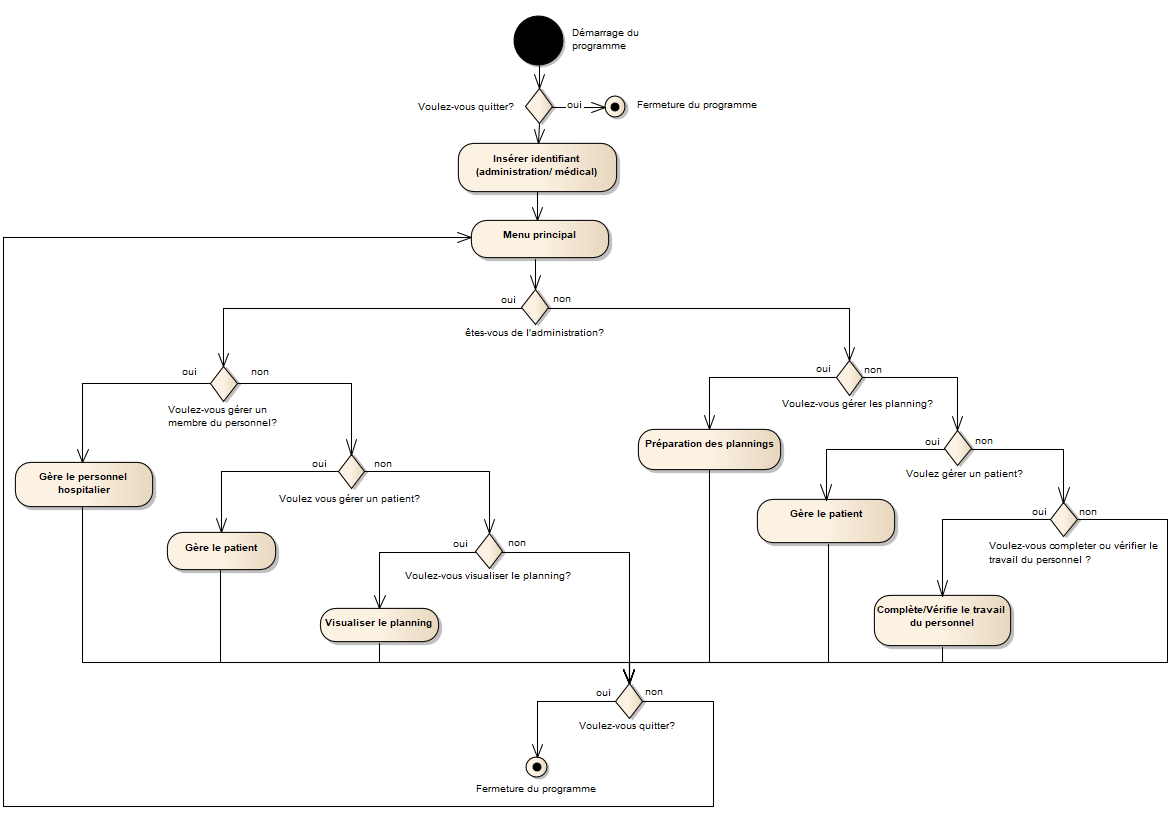 Démarrage du
programme
Voulez-vous quitter?
oui
Fermeture du programme
Insérer identifiant
(administration/ médical)
Menu principal
oui
non
êtes-vous de l'administration?
oui
non
Voulez-vous gérer un
membre du personnel?
oui
non
Voulez-vous gérer les planning?
Gère le personnel
hospitalier
oui
non
Voulez vous gérer un patient?
Préparation des plannings
oui
non
Voulez gérer un patient?
Gère le patient
oui
non
Voulez-vous visualiser le planning?
Gère le patient
oui
non
Voulez-vous completer ou vérifier le
travail du personnel ?
Visualiser le planning
Complète/Vérifie le travail
du personnel
oui
non
Voulez-vous quitter?
Fermeture du programme